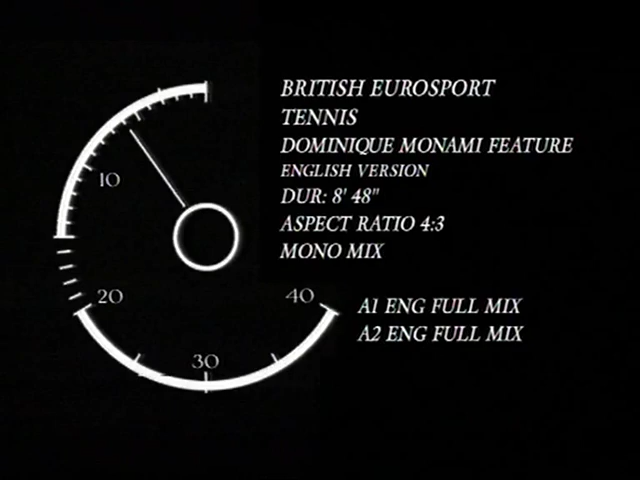 BRITISH EUROSPORT
TENNIS
DOMINIQUE MONAMI FEATURE
ENGLISH VERSION
DUR: 8' 48"
ASPECT RATIO 4:3
MONO MIX
A1 ENG FULL MIX
A2 ENG FULL MIX
10
20
30
40